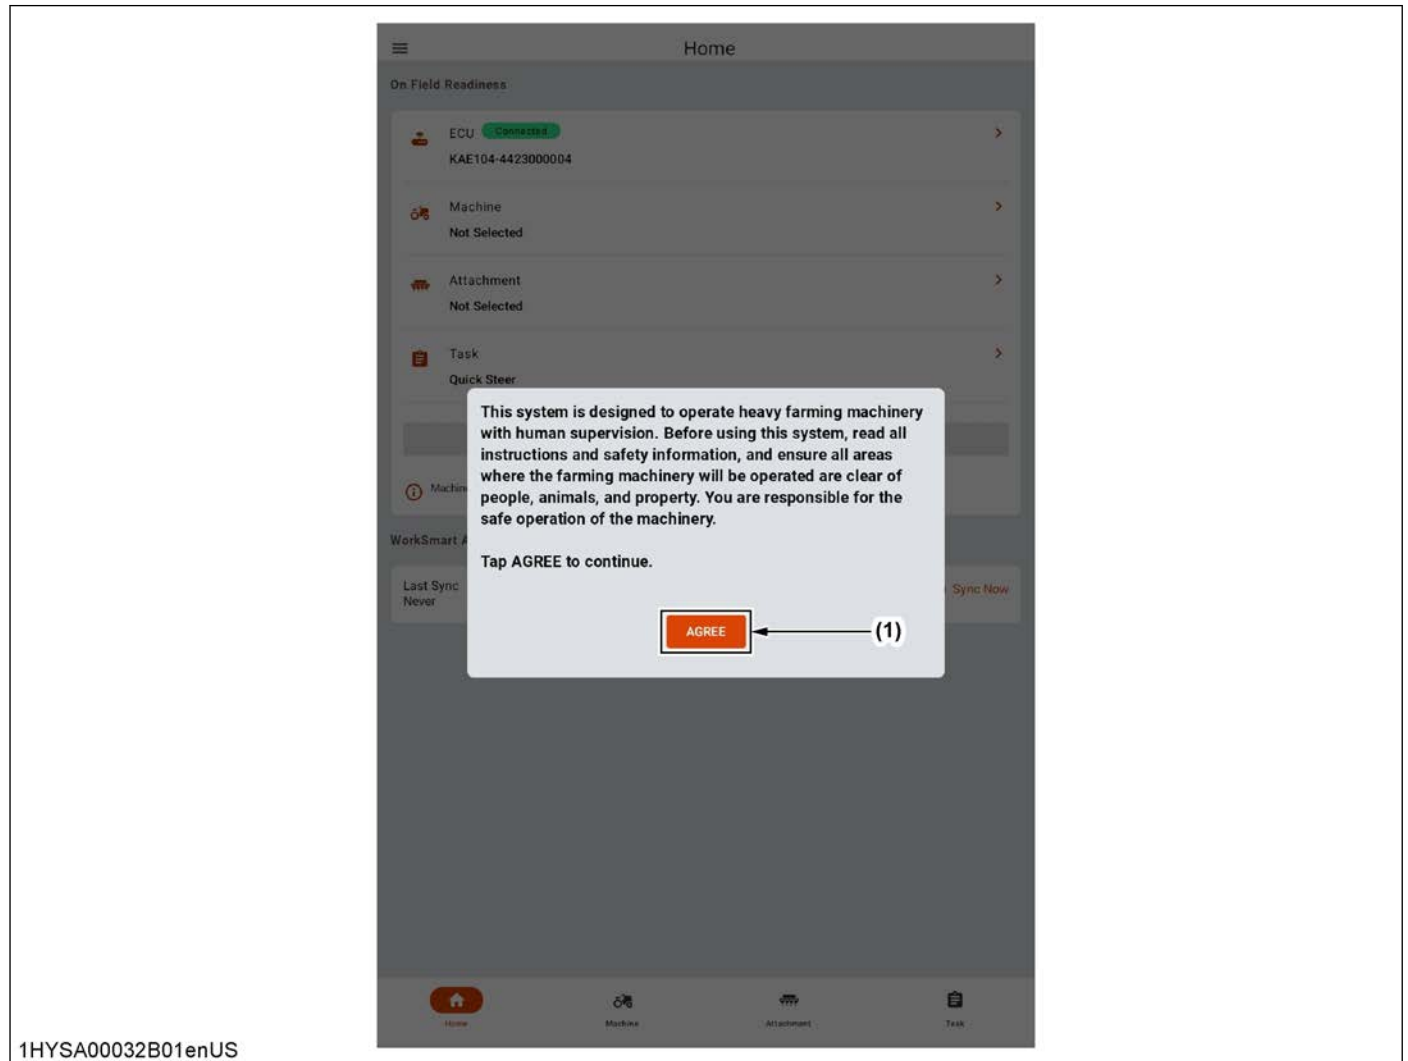 Home
On Field Readiness
ECU Connected
KAE104-4423000004
Machine
Not Selected
Attachment
Not Selected
Task
Quick Steer
This system is designed to operate heavy farming machinery
with human supervision. Before using this system, read all
instructions and safety information, and ensure all areas
where the farming machinery will be operated are clear of
people, animals, and property. You are responsible for the
safe operation of the machinery.
Tap AGREE to continue.
AGREE
(1)
Machin
WorkSmart A
Last Sync
Never
Sync Now
Home Machine Attachment Task
1HYSA00032B01enUS